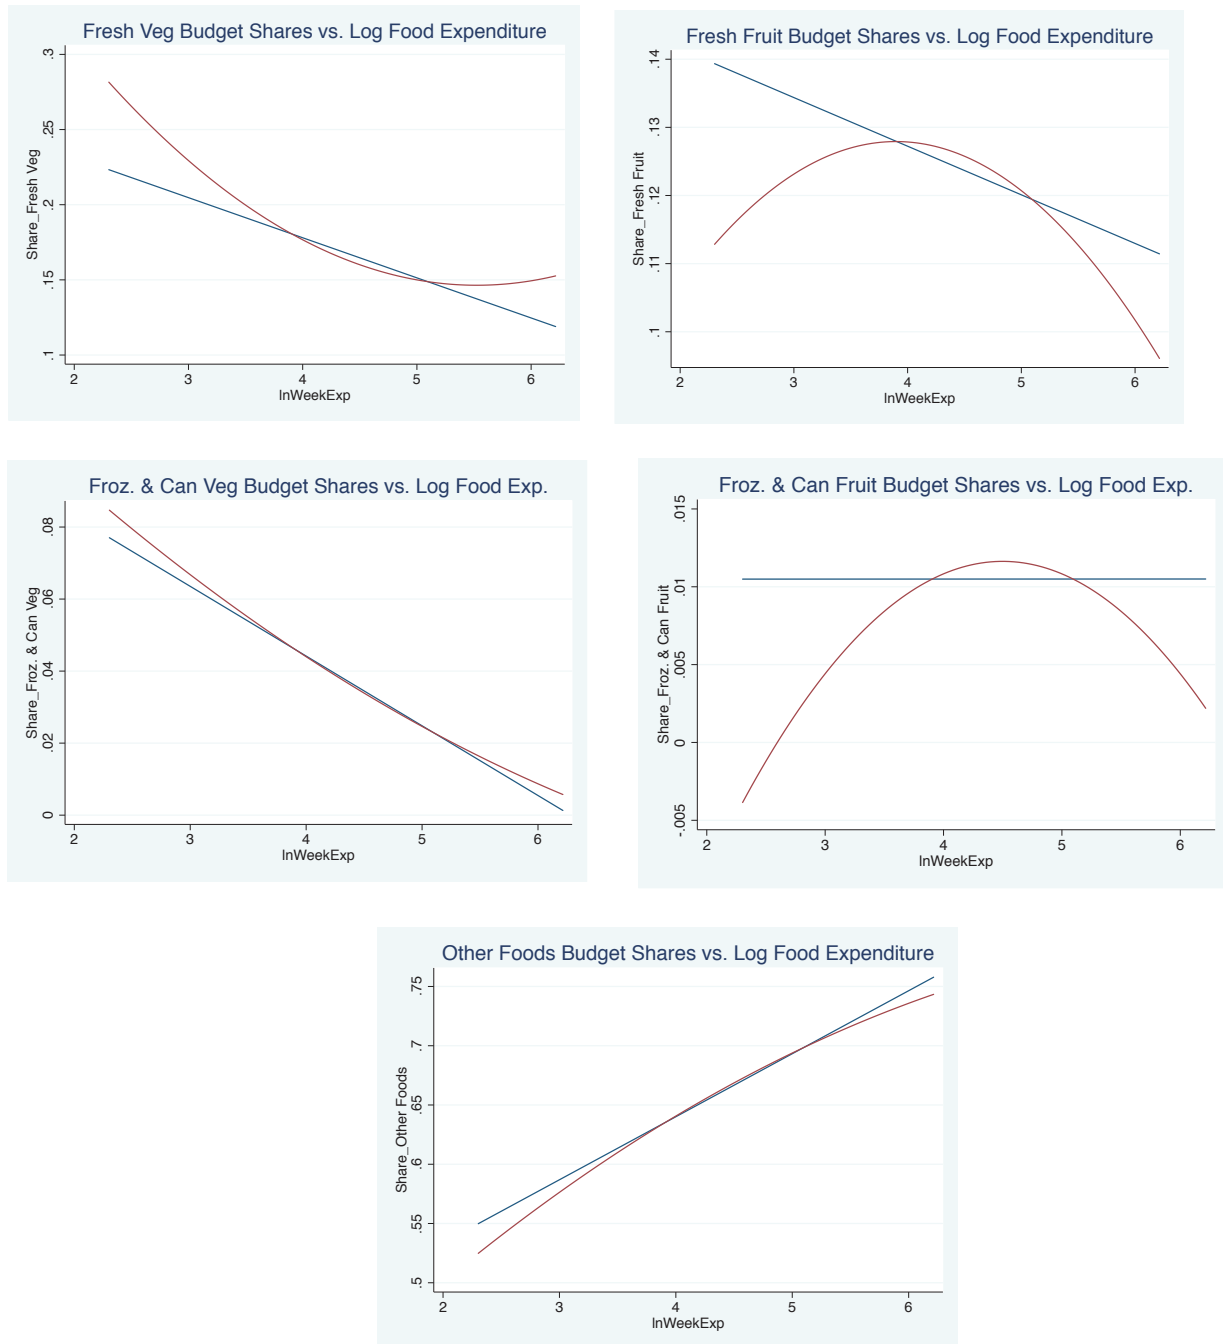 Fresh Veg Budget Shares vs. Log Food Expenditure
Share_Fresh Veg
.3
.25
.2
.15
.1
2 3 4 5 6
lnWeekExp
Fresh Fruit Budget Shares vs. Log Food Expenditure
Share_Fresh Fruit
.14
.13
.12
.11
.1
2 3 4 5 6
lnWeekExp
Froz. & Can Veg Budget Shares vs. Log Food Exp.
Share_Froz. & Can Veg
.08
.06
.04
.02
0
2 3 4 5 6
lnWeekExp
Froz. & Can Fruit Budget Shares vs. Log Food Exp.
Share_Froz. & Can Fruit
.015
.01
.005
0
-.005
2 3 4 5 6
lnWeekExp
Other Foods Budget Shares vs. Log Food Expenditure
Share_Other Foods
.75
.7
.65
.6
.55
.5
2 3 4 5 6
lnWeekExp